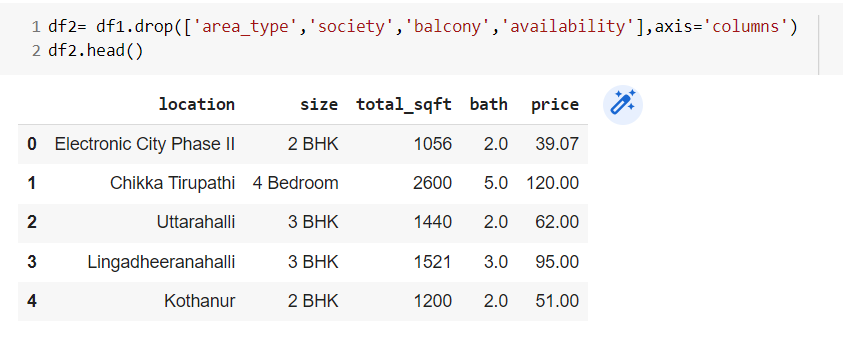 1 df2= df1.drop(['area_type','society','balcony','availability'],axis='columns')
2 df2.head()
location size total_sqft bath price
0 Electronic City Phase II 2 BHK 1056 2.0 39.07
1 Chikka Tirupathi 4 Bedroom 2600 5.0 120.00
2 Uttarahalli 3 BHK 1440 2.0 62.00
3 Lingadheeranahalli 3 BHK 1521 3.0 95.00
4 Kothanur 2 BHK 1200 2.0 51.00